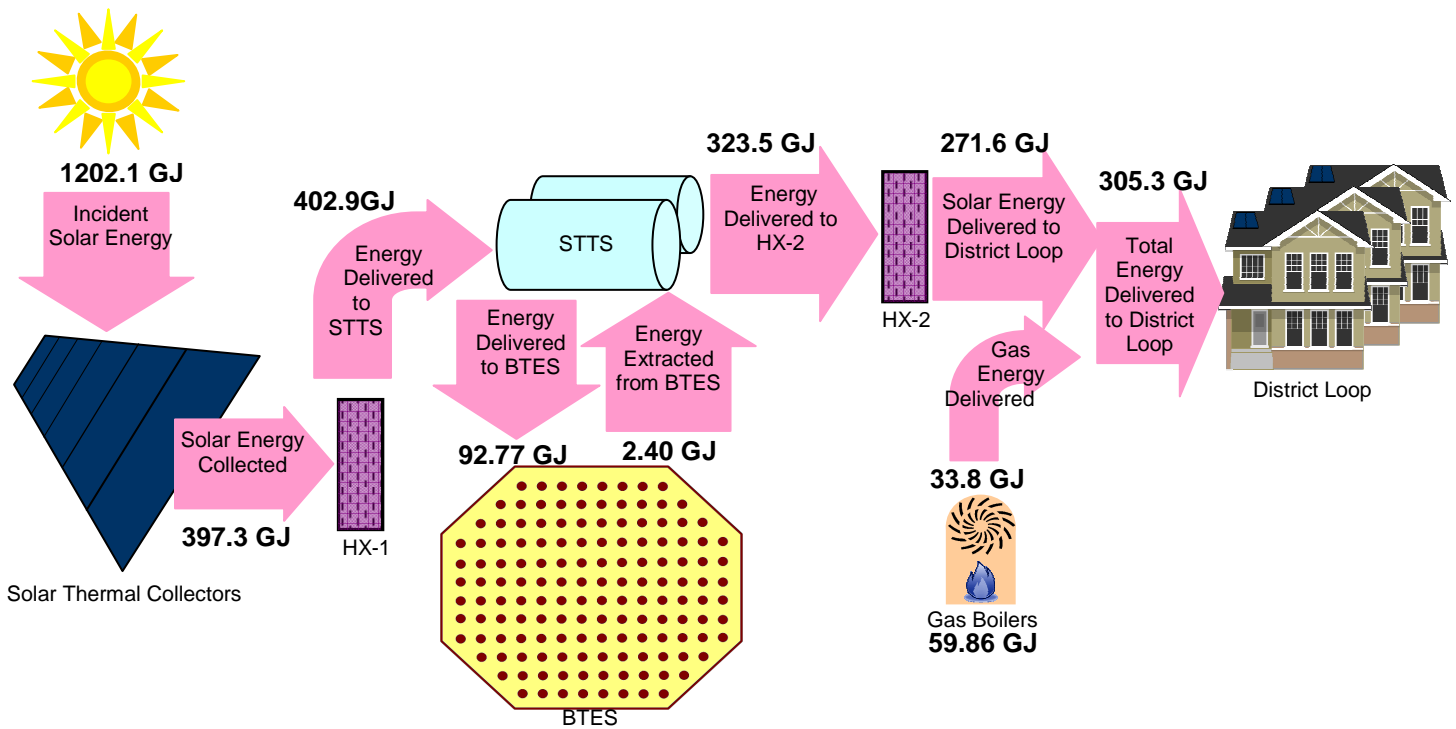 1202.1 GJ
Incident
Solar Energy
Solar Thermal Collectors
Solar Energy
Collected
397.3 GJ
HX-1
402.9GJ
Energy
Delivered
to
STTS
STTS
Energy
Delivered
to BTES
92.77 GJ
Energy
Extracted
from BTES
2.40 GJ
BTES
323.5 GJ
Energy
Delivered to
HX-2
HX-2
271.6 GJ
Solar Energy
Delivered to
District Loop
Gas
Energy
Delivered
33.8 GJ
Gas Boilers
59.86 GJ
305.3 GJ
Total
Energy
Delivered
to District
Loop
District Loop